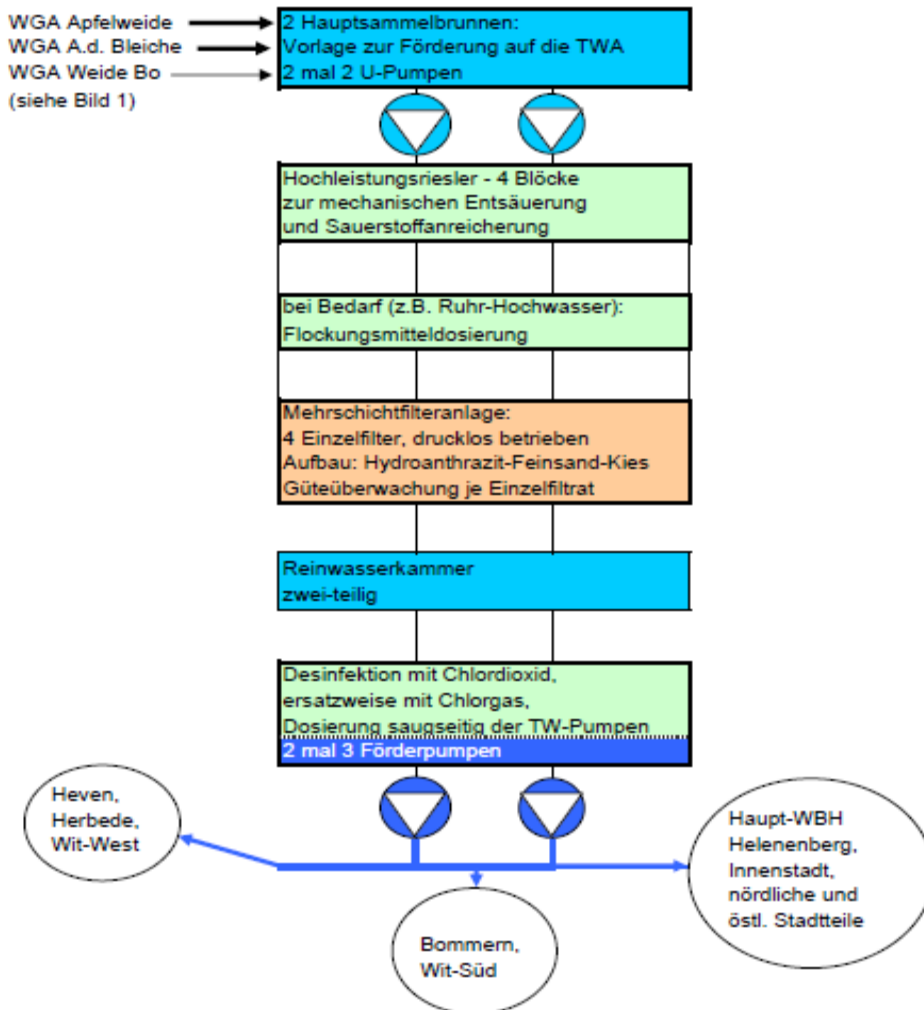 WGA Apfelweide
WGA A.d. Bleiche
WGA Weide Bo
(siehe Bild 1)
2 Hauptsammelbrunnen:
Vorlage zur Förderung auf die TWA
2 mal 2 U-Pumpen
Hochleistungsriesler - 4 Blöcke
zur mechanischen Entsäuerung
und Sauerstoffanreicherung
bei Bedarf (z.B. Ruhr-Hochwasser):
Flockungsmitteldosierung
Mehrschichtfilteranlage:
4 Einzelfilter, drucklos betrieben
Aufbau: Hydroanthrazit-Feinsand-Kies
Güteüberwachung je Einzelfiltrat
Reinwasserkammer
zwei-teilig
Desinfektion mit Chlordioxid,
ersatzweise mit Chlorgas,
Dosierung saugseitig der TW-Pumpen
2 mal 3 Förderpumpen
Heven,
Herbede,
Wit-West
Bommern,
Wit-Süd
Haupt-WBH
Helenenberg,
Innenstadt,
nördliche und
östl. Stadtteile